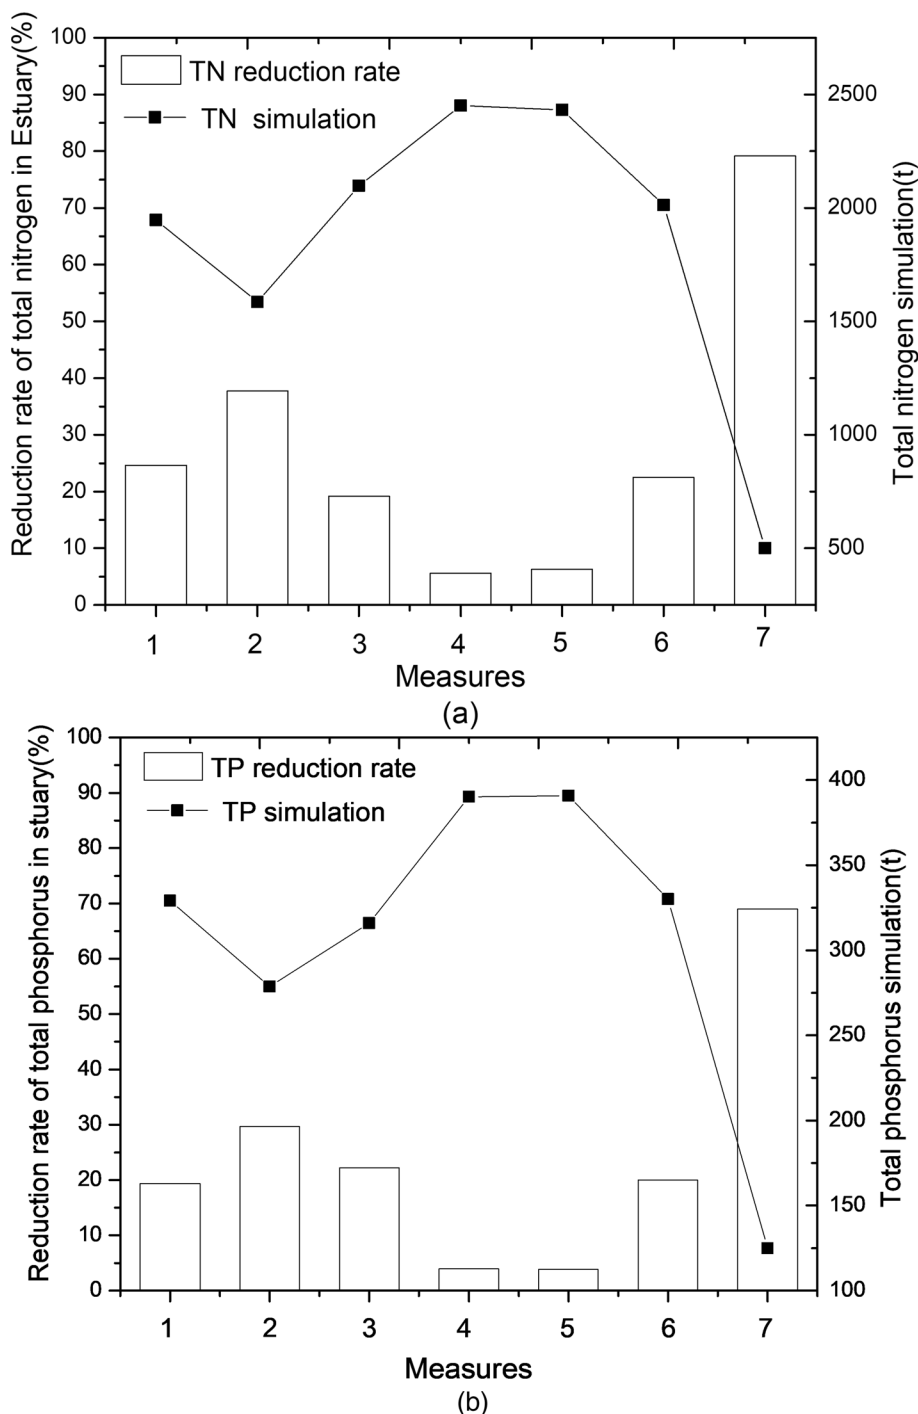 Reduction rate of total nitrogen in Estuary(%)
100
90
80
70
60
50
40
30
20
10
0
TN reduction rate
TN simulation
2500
2000
1500
1000
500
Total nitrogen simulation(t)
1 2 3 4 5 6 7
Measures
(a)
Reduction rate of total phosphorus in stuary(%)
100
90
80
70
60
50
40
30
20
10
0
TP reduction rate
TP simulation
400
350
300
250
200
150
100
Total phosphorus simulation(t)
1 2 3 4 5 6 7
Measures
(b)